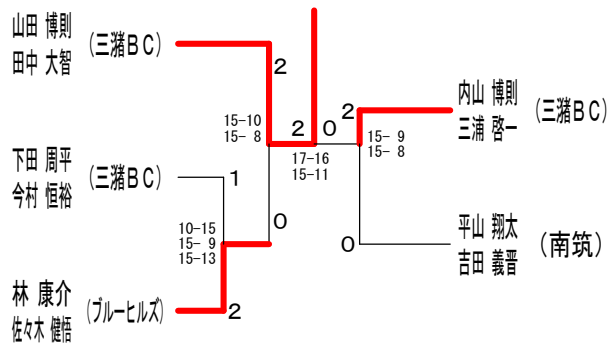 山田 博則
田中 大智
(三潴BC)
2
15-10
15- 8
下田 周平
今村 恒裕
(三潴BC)
1
10-15
15- 9
15-13
0
林 康介
佐々木 健悟
(ブルーヒルズ)
2
2
0
17-16
15-11
2
15- 9
15- 8
内山 博則
三浦 啓一
(三潴BC)
0
平山 翔太
吉田 義晋
(南筑)